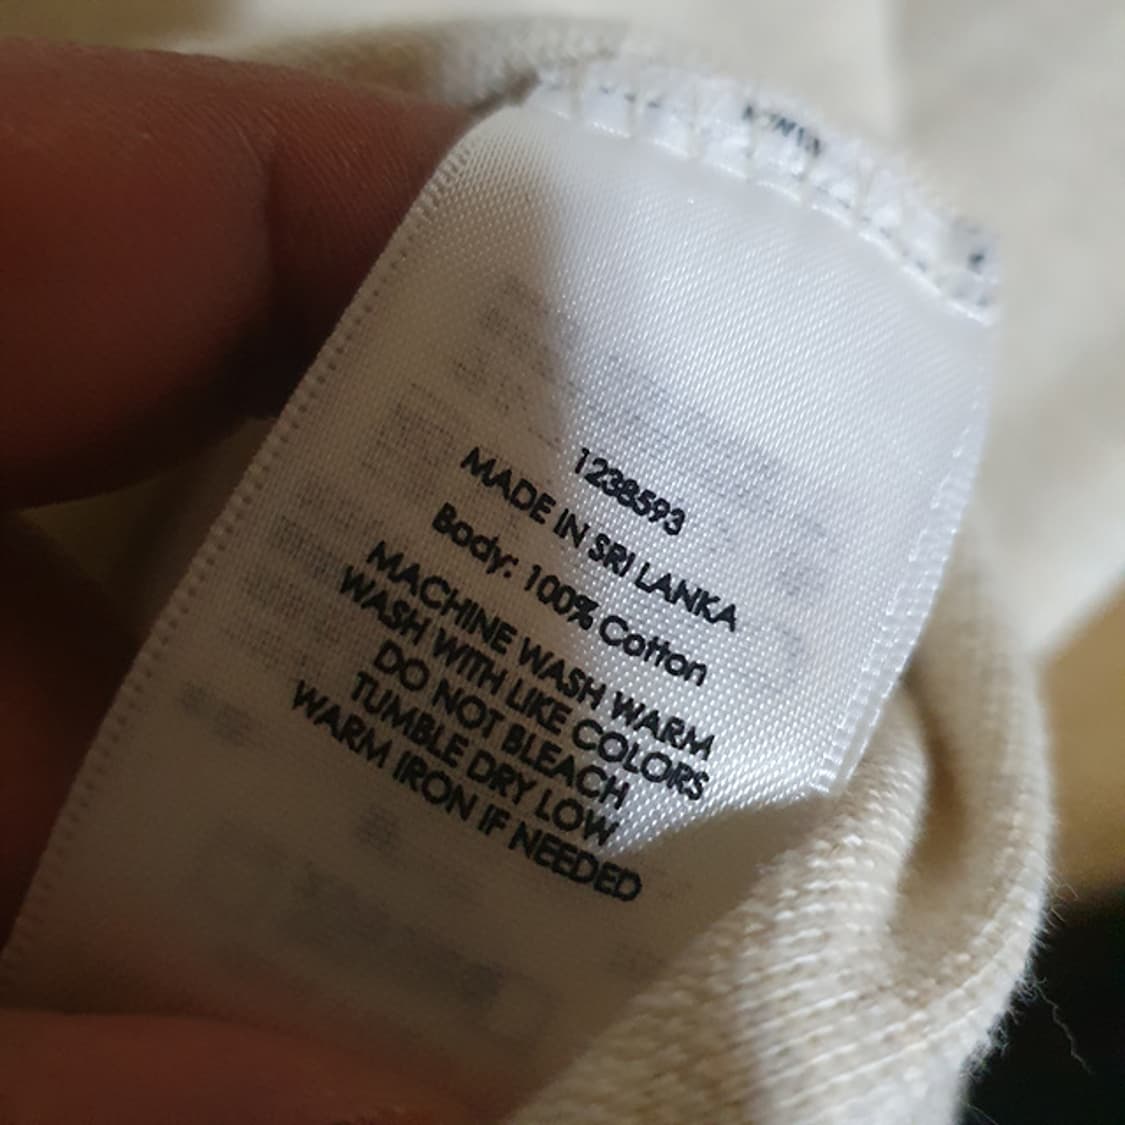 1238593
MADE IN SRI LANKA
Body: 100% Cotton
MACHINE WASH WARM
WASH WITH LIKE COLORS
DO NOT BLEACH
TUMBLE DRY LOW
WARM IRON IF NEEDED